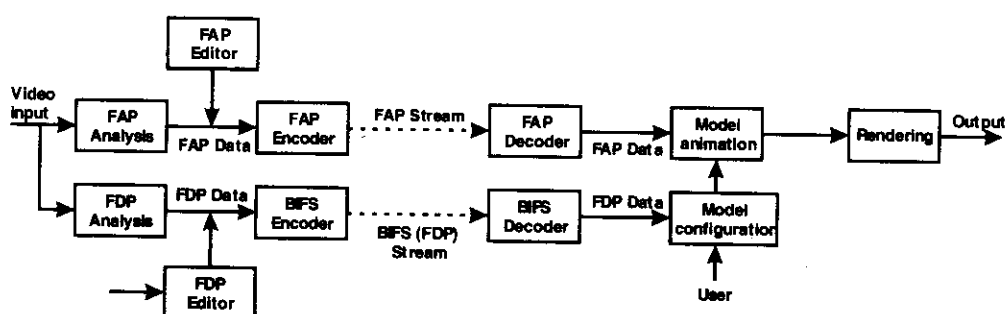 FAP
Editor
Video
input
FAP
Analysis
FAP Data
FAP
Encoder
FAP Stream
FAP
Decoder
FAP Data
Model
animation
Rendering
Output
FDP
Analysis
FDP Data
BIFS
Encoder
BIFS (FDP)
Stream
BIFS
Decoder
FDP Data
Model
configuration
FDP
Editor
User